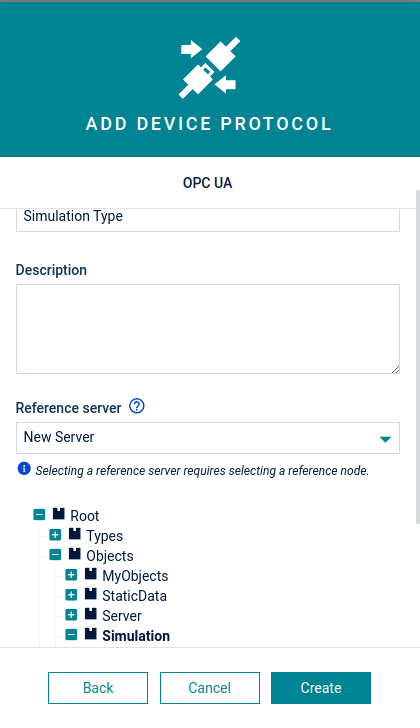 ADD DEVICE PROTOCOL
OPC UA
Simulation Type
Description
Reference server ?
New Server
i Selecting a reference server requires selecting a reference node.
Root
Types
Objects
MyObjects
StaticData
Server
Simulation
Back Cancel Create